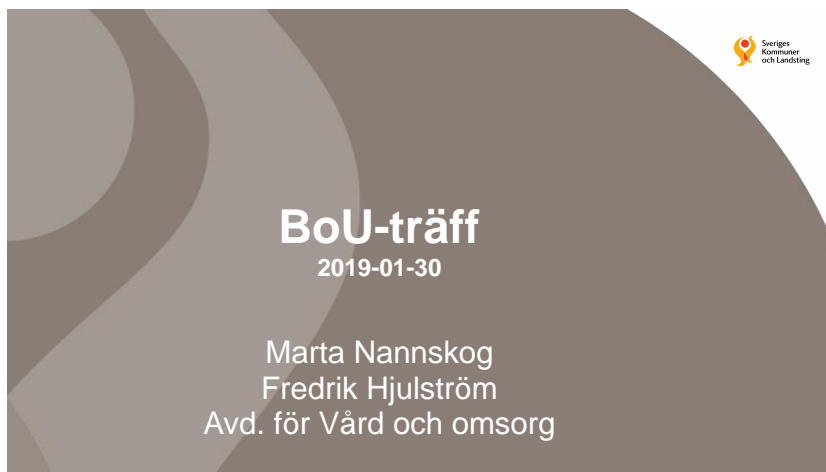 Sveriges
Kommuner
och Landsting
BoU-träff
2019-01-30
Marta Nannskog
Fredrik Hjulström
Avd. för Vård och omsorg